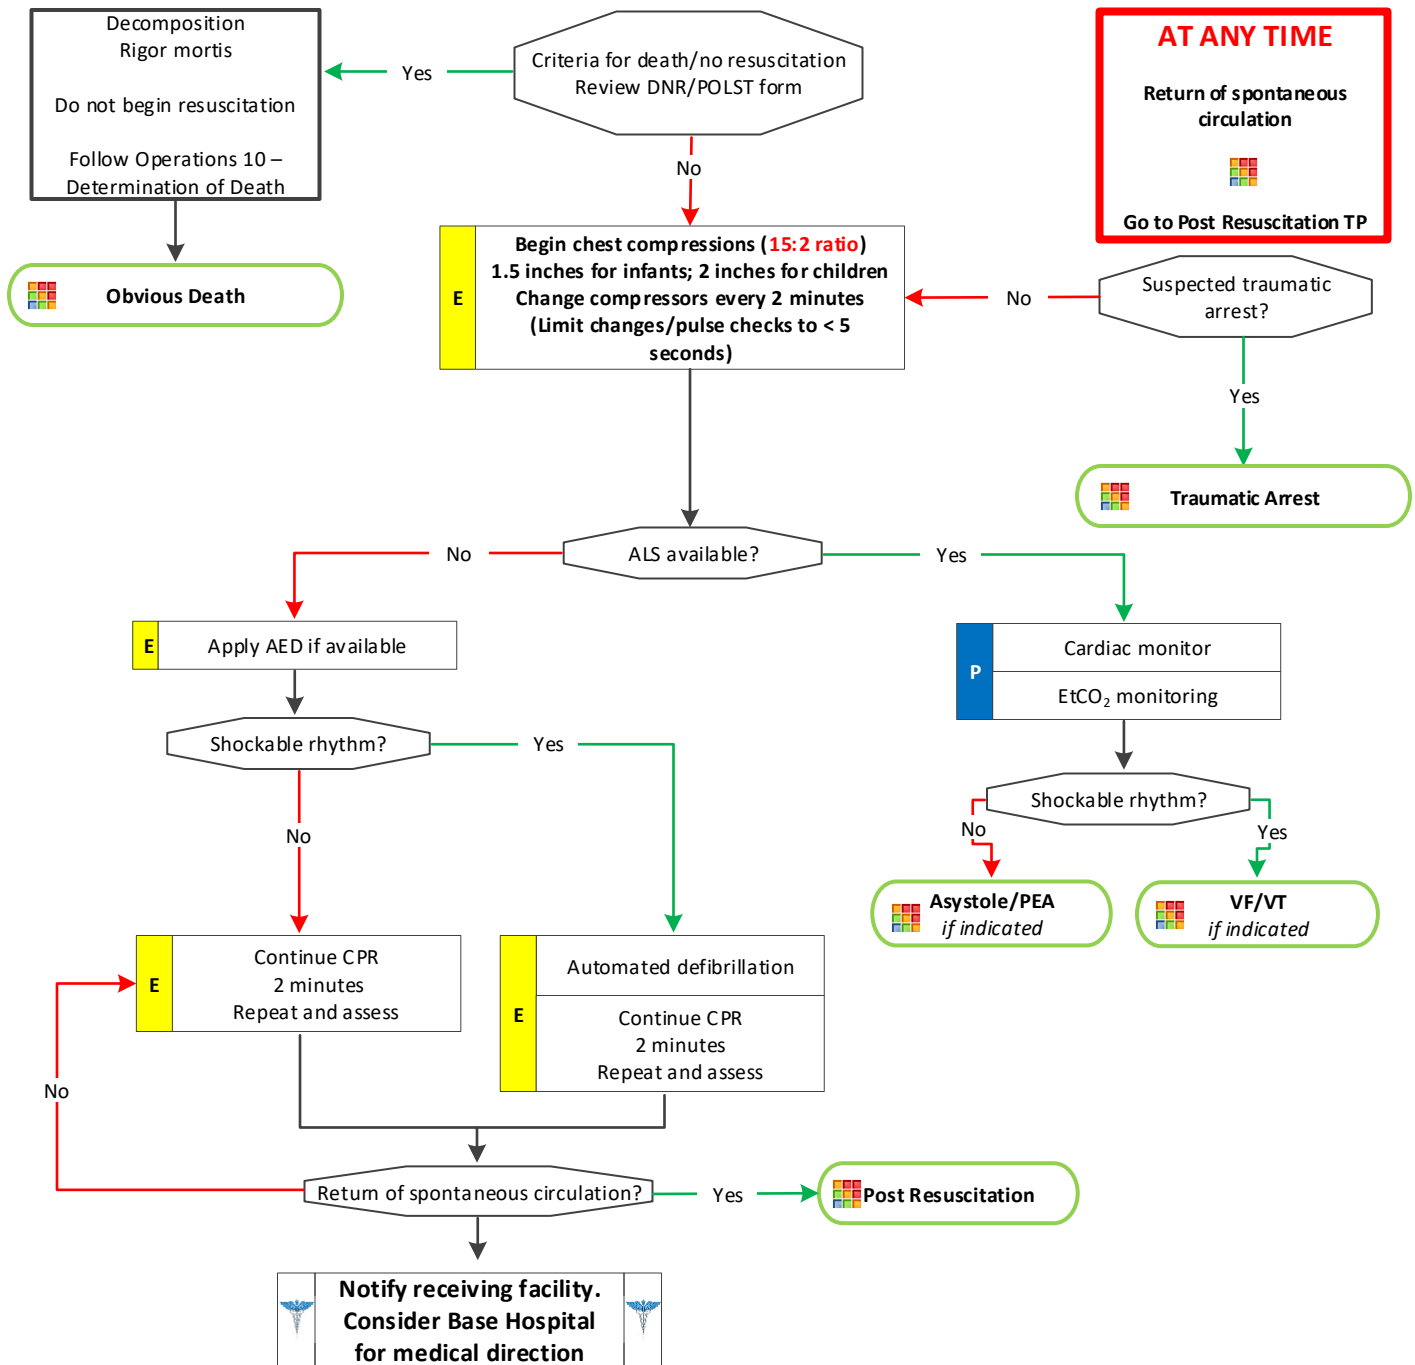 Decomposition
Rigor mortis
Do not begin resuscitation
Follow Operations 10 –
Determination of Death
Yes
Criteria for death/no resuscitation
Review DNR/POLST form
AT ANY TIME
Return of spontaneous
circulation
Go to Post Resuscitation TP
No
Obvious Death
E
Begin chest compressions (15:2 ratio)
1.5 inches for infants; 2 inches for children
Change compressors every 2 minutes
(Limit changes/pulse checks to < 5
seconds)
No
Suspected traumatic
arrest?
Yes
Traumatic Arrest
No
ALS available?
Yes
E
Apply AED if available
P
Cardiac monitor
EtCO₂ monitoring
Shockable rhythm?
Yes
No
Shockable rhythm?
No
Yes
Asystole/PEA
if indicated
VF/VT
if indicated
E
Continue CPR
2 minutes
Repeat and assess
E
Automated defibrillation
Continue CPR
2 minutes
Repeat and assess
No
Return of spontaneous circulation?
Yes
Post Resuscitation
Notify receiving facility.
Consider Base Hospital
for medical direction